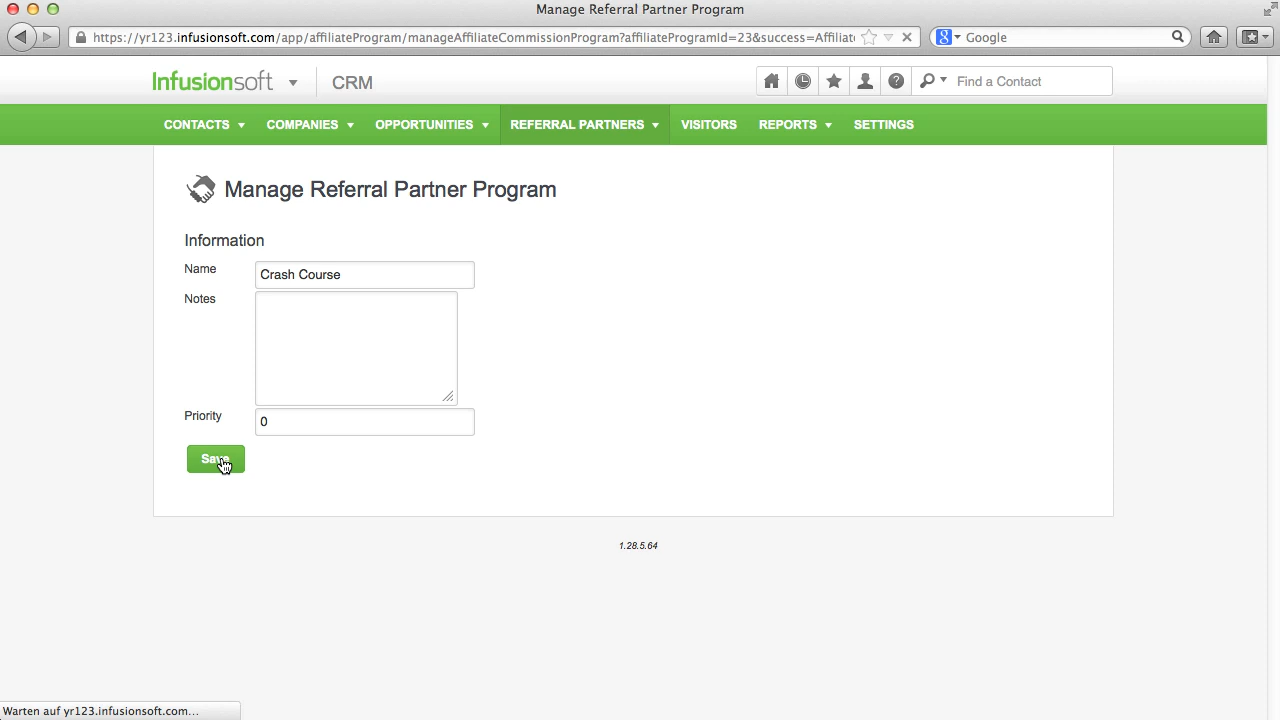 Manage Referral Partner Program
https://yr123.infusionsoft.com/app/affiliateProgram/manageAffiliateCommissionProgram?affiliateProgramId=23&success=Affiliat
Google
Infusionsoft
CRM
Find a Contact
CONTACTS
COMPANIES
OPPORTUNITIES
REFERRAL PARTNERS
VISITORS
REPORTS
SETTINGS
Manage Referral Partner Program
Information
Name
Crash Course
Notes
Priority
0
Save
1.28.5.64
Warten auf yr123.infusionsoft.com...